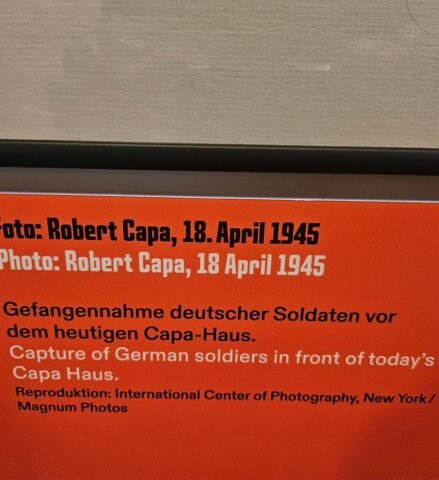 Foto: Robert Capa, 18. April 1945
Photo: Robert Capa, 18 April 1945
Gefangennahme deutscher Soldaten vor
dem heutigen Capa-Haus.
Capture of German soldiers in front of today's
Capa Haus.
Reproduktion: International Center of Photography, New York/
Magnum Photos